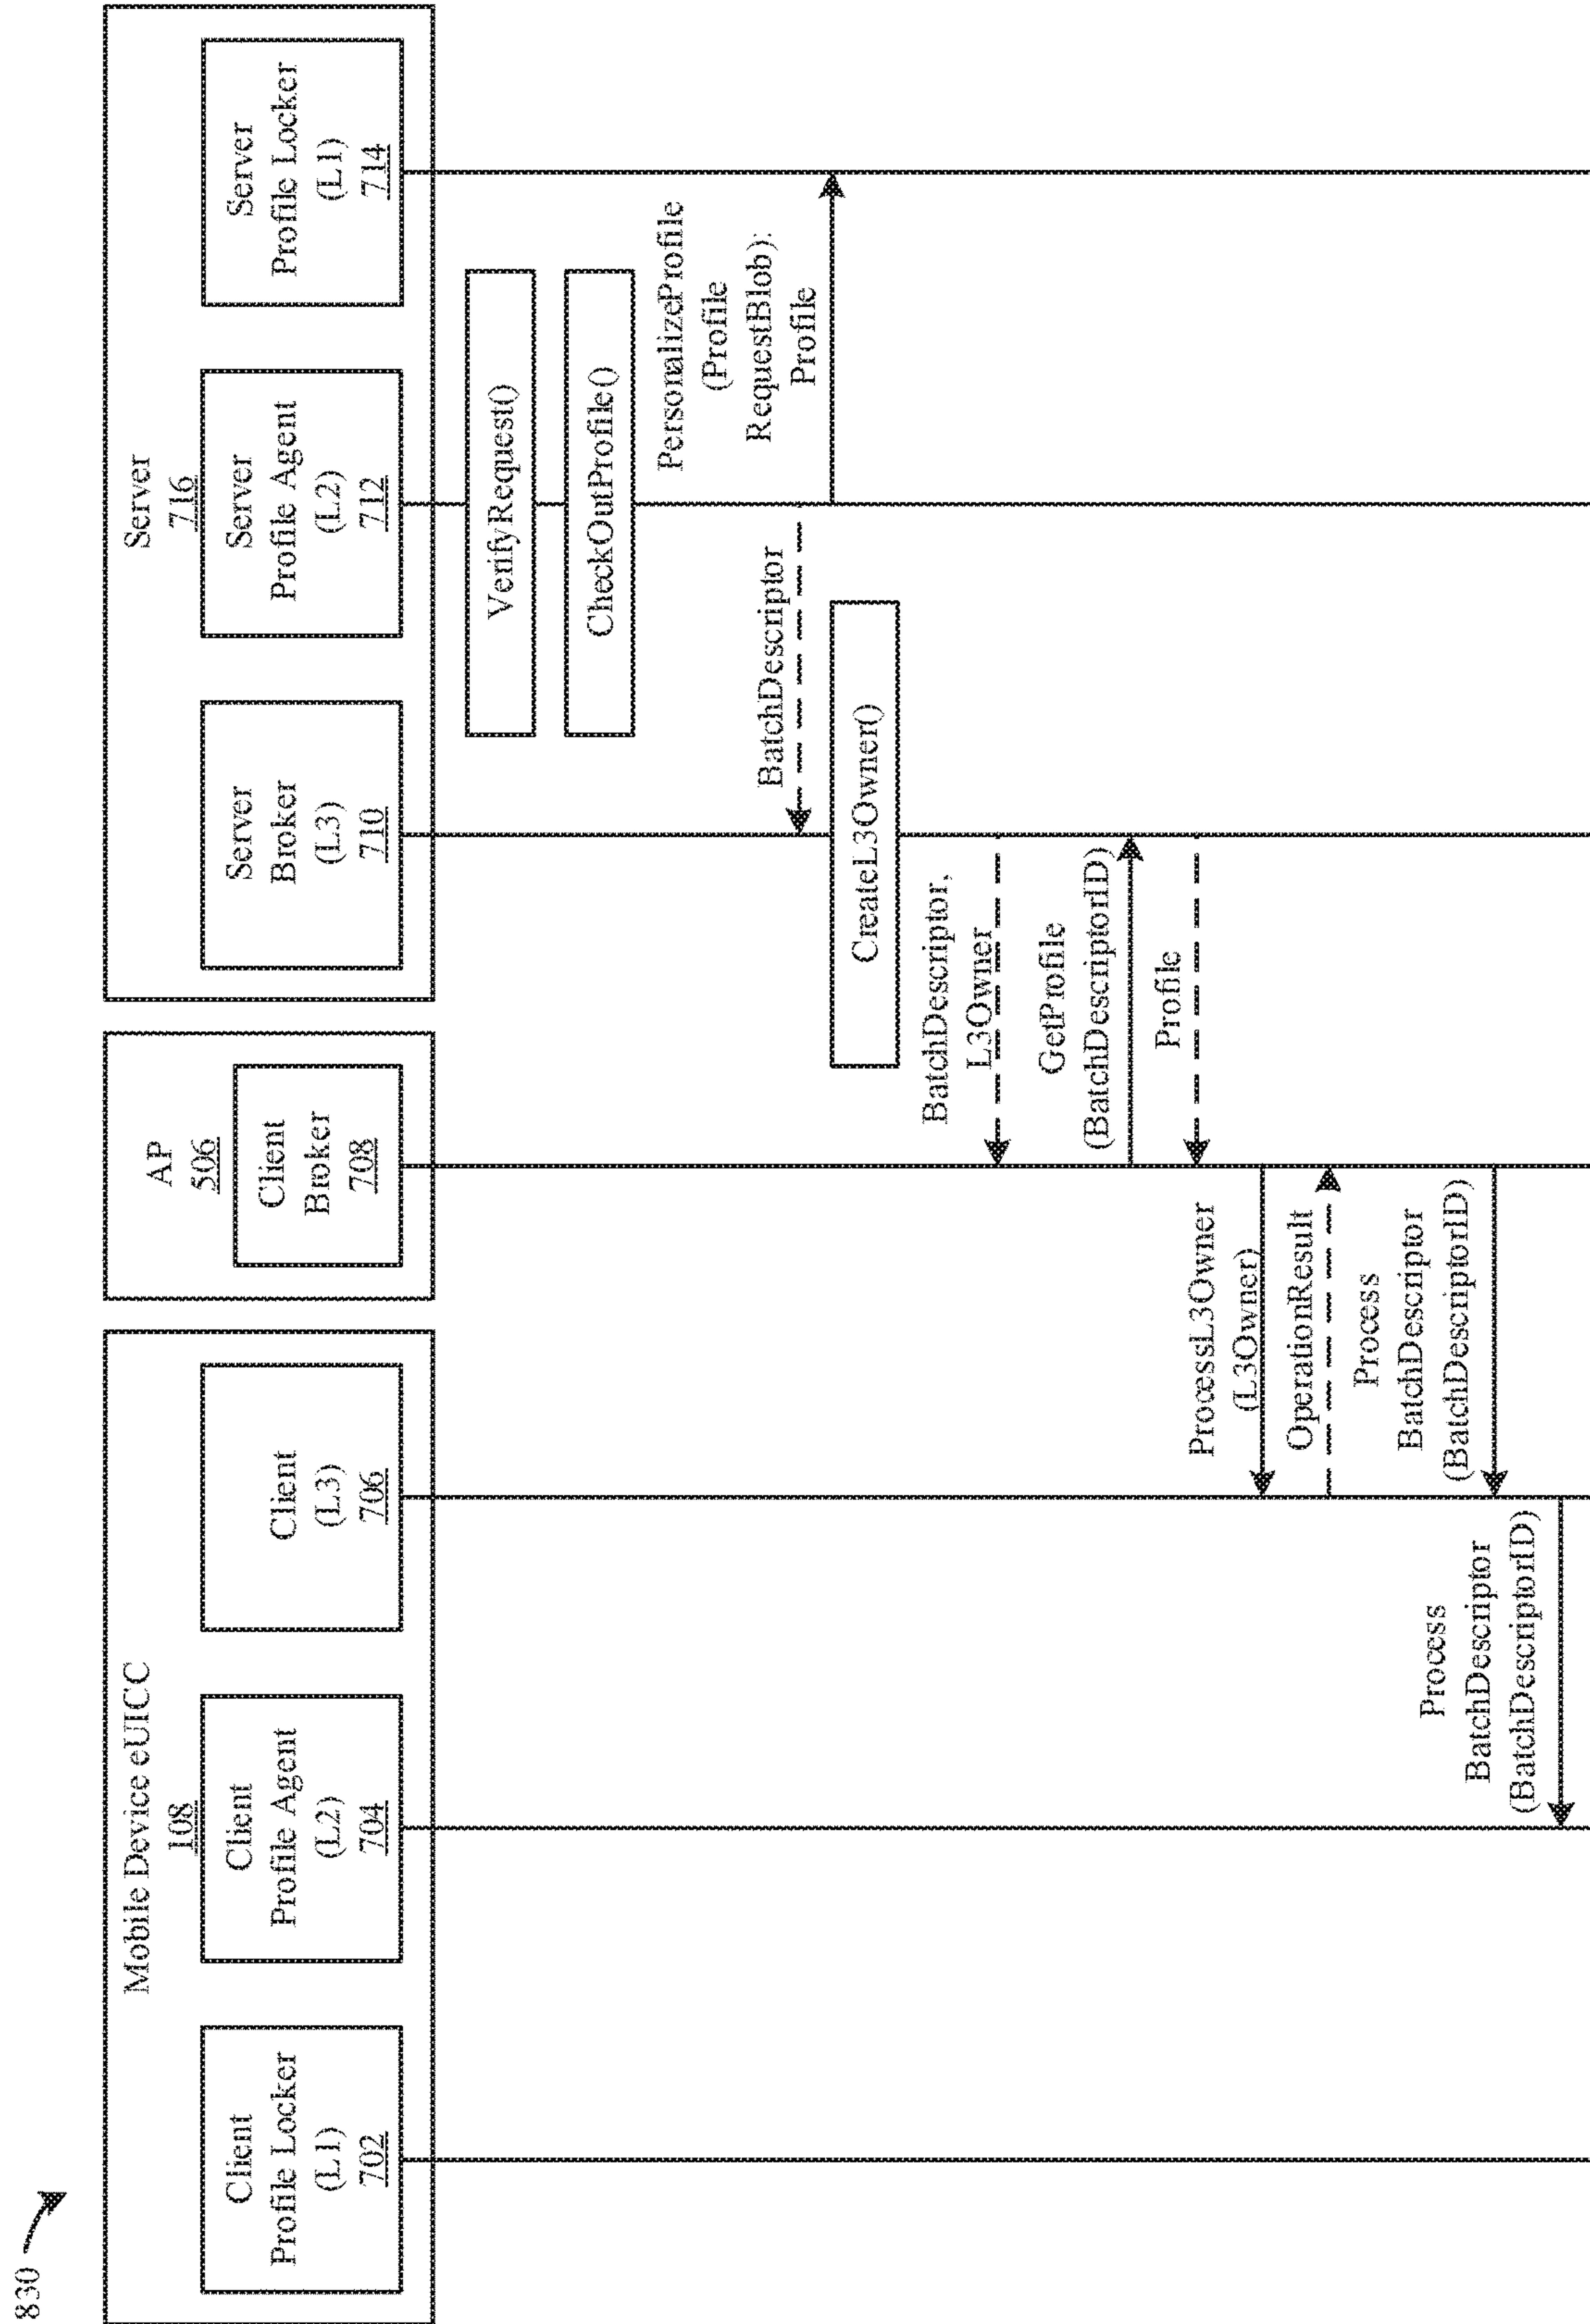 830
Mobile Device eUICC
108
Client
Profile Locker
(L1)
702
Client
Profile Agent
(L2)
704
Client
(L3)
706
AP
506
Client
Broker
708
Server
716
Server
Broker
(L3)
710
Server
Profile Agent
(L2)
712
Server
Profile Locker
(L1)
714
VerifyRequest()
CheckOutProfile()
PersonalizeProfile
(Profile
RequestBlob):
Profile
BatchDescriptor
CreateL3Owner()
BatchDescriptor,
L3Owner
GetProfile
(BatchDescriptorID)
Profile
ProcessL3Owner
(L3Owner)
OperationResult
Process
BatchDescriptor
(BatchDescriptorID)
Process
BatchDescriptor
(BatchDescriptorID)